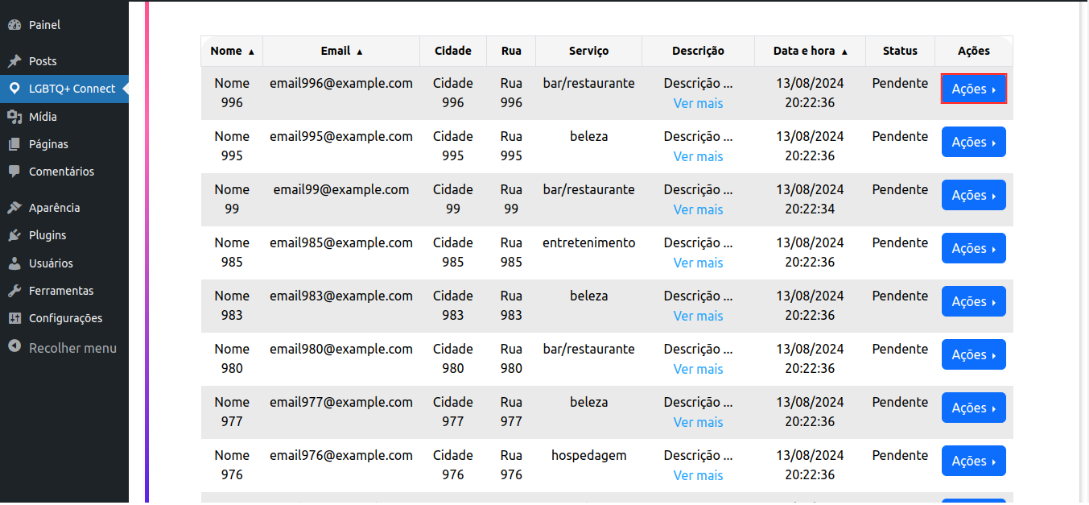 Painel
Posts
LGBTQ+ Connect
Mídia
Páginas
Comentários
Aparência
Plugins
Usuários
Ferramentas
Configurações
Recolher menu
Nome ▲ Email ▲ Cidade Rua Serviço Descrição Data e hora ▲ Status Ações
Nome email996@example.com Cidade Rua bar/restaurante Descrição ... 13/08/2024 Pendente Ações
996 996 996 Ver mais 20:22:36
Nome email995@example.com Cidade Rua beleza Descrição ... 13/08/2024 Pendente Ações
995 995 995 Ver mais 20:22:36
Nome email99@example.com Cidade Rua bar/restaurante Descrição ... 13/08/2024 Pendente Ações
99 99 99 Ver mais 20:22:34
Nome email985@example.com Cidade Rua entretenimento Descrição ... 13/08/2024 Pendente Ações
985 985 985 Ver mais 20:22:36
Nome email983@example.com Cidade Rua beleza Descrição ... 13/08/2024 Pendente Ações
983 983 983 Ver mais 20:22:36
Nome email980@example.com Cidade Rua bar/restaurante Descrição ... 13/08/2024 Pendente Ações
980 980 980 Ver mais 20:22:36
Nome email977@example.com Cidade Rua beleza Descrição ... 13/08/2024 Pendente Ações
977 977 977 Ver mais 20:22:36
Nome email976@example.com Cidade Rua hospedagem Descrição ... 13/08/2024 Pendente Ações
976 976 976 Ver mais 20:22:36